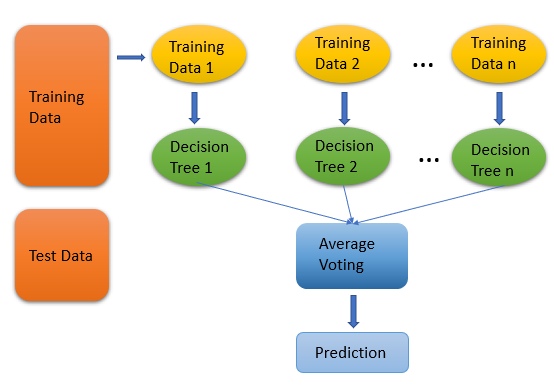 Training
Data
Training
Data 1
Training
Data 2
...
Training
Data n
Decision
Tree 1
Decision
Tree 2
...
Decision
Tree n
Test Data
Average
Voting
Prediction